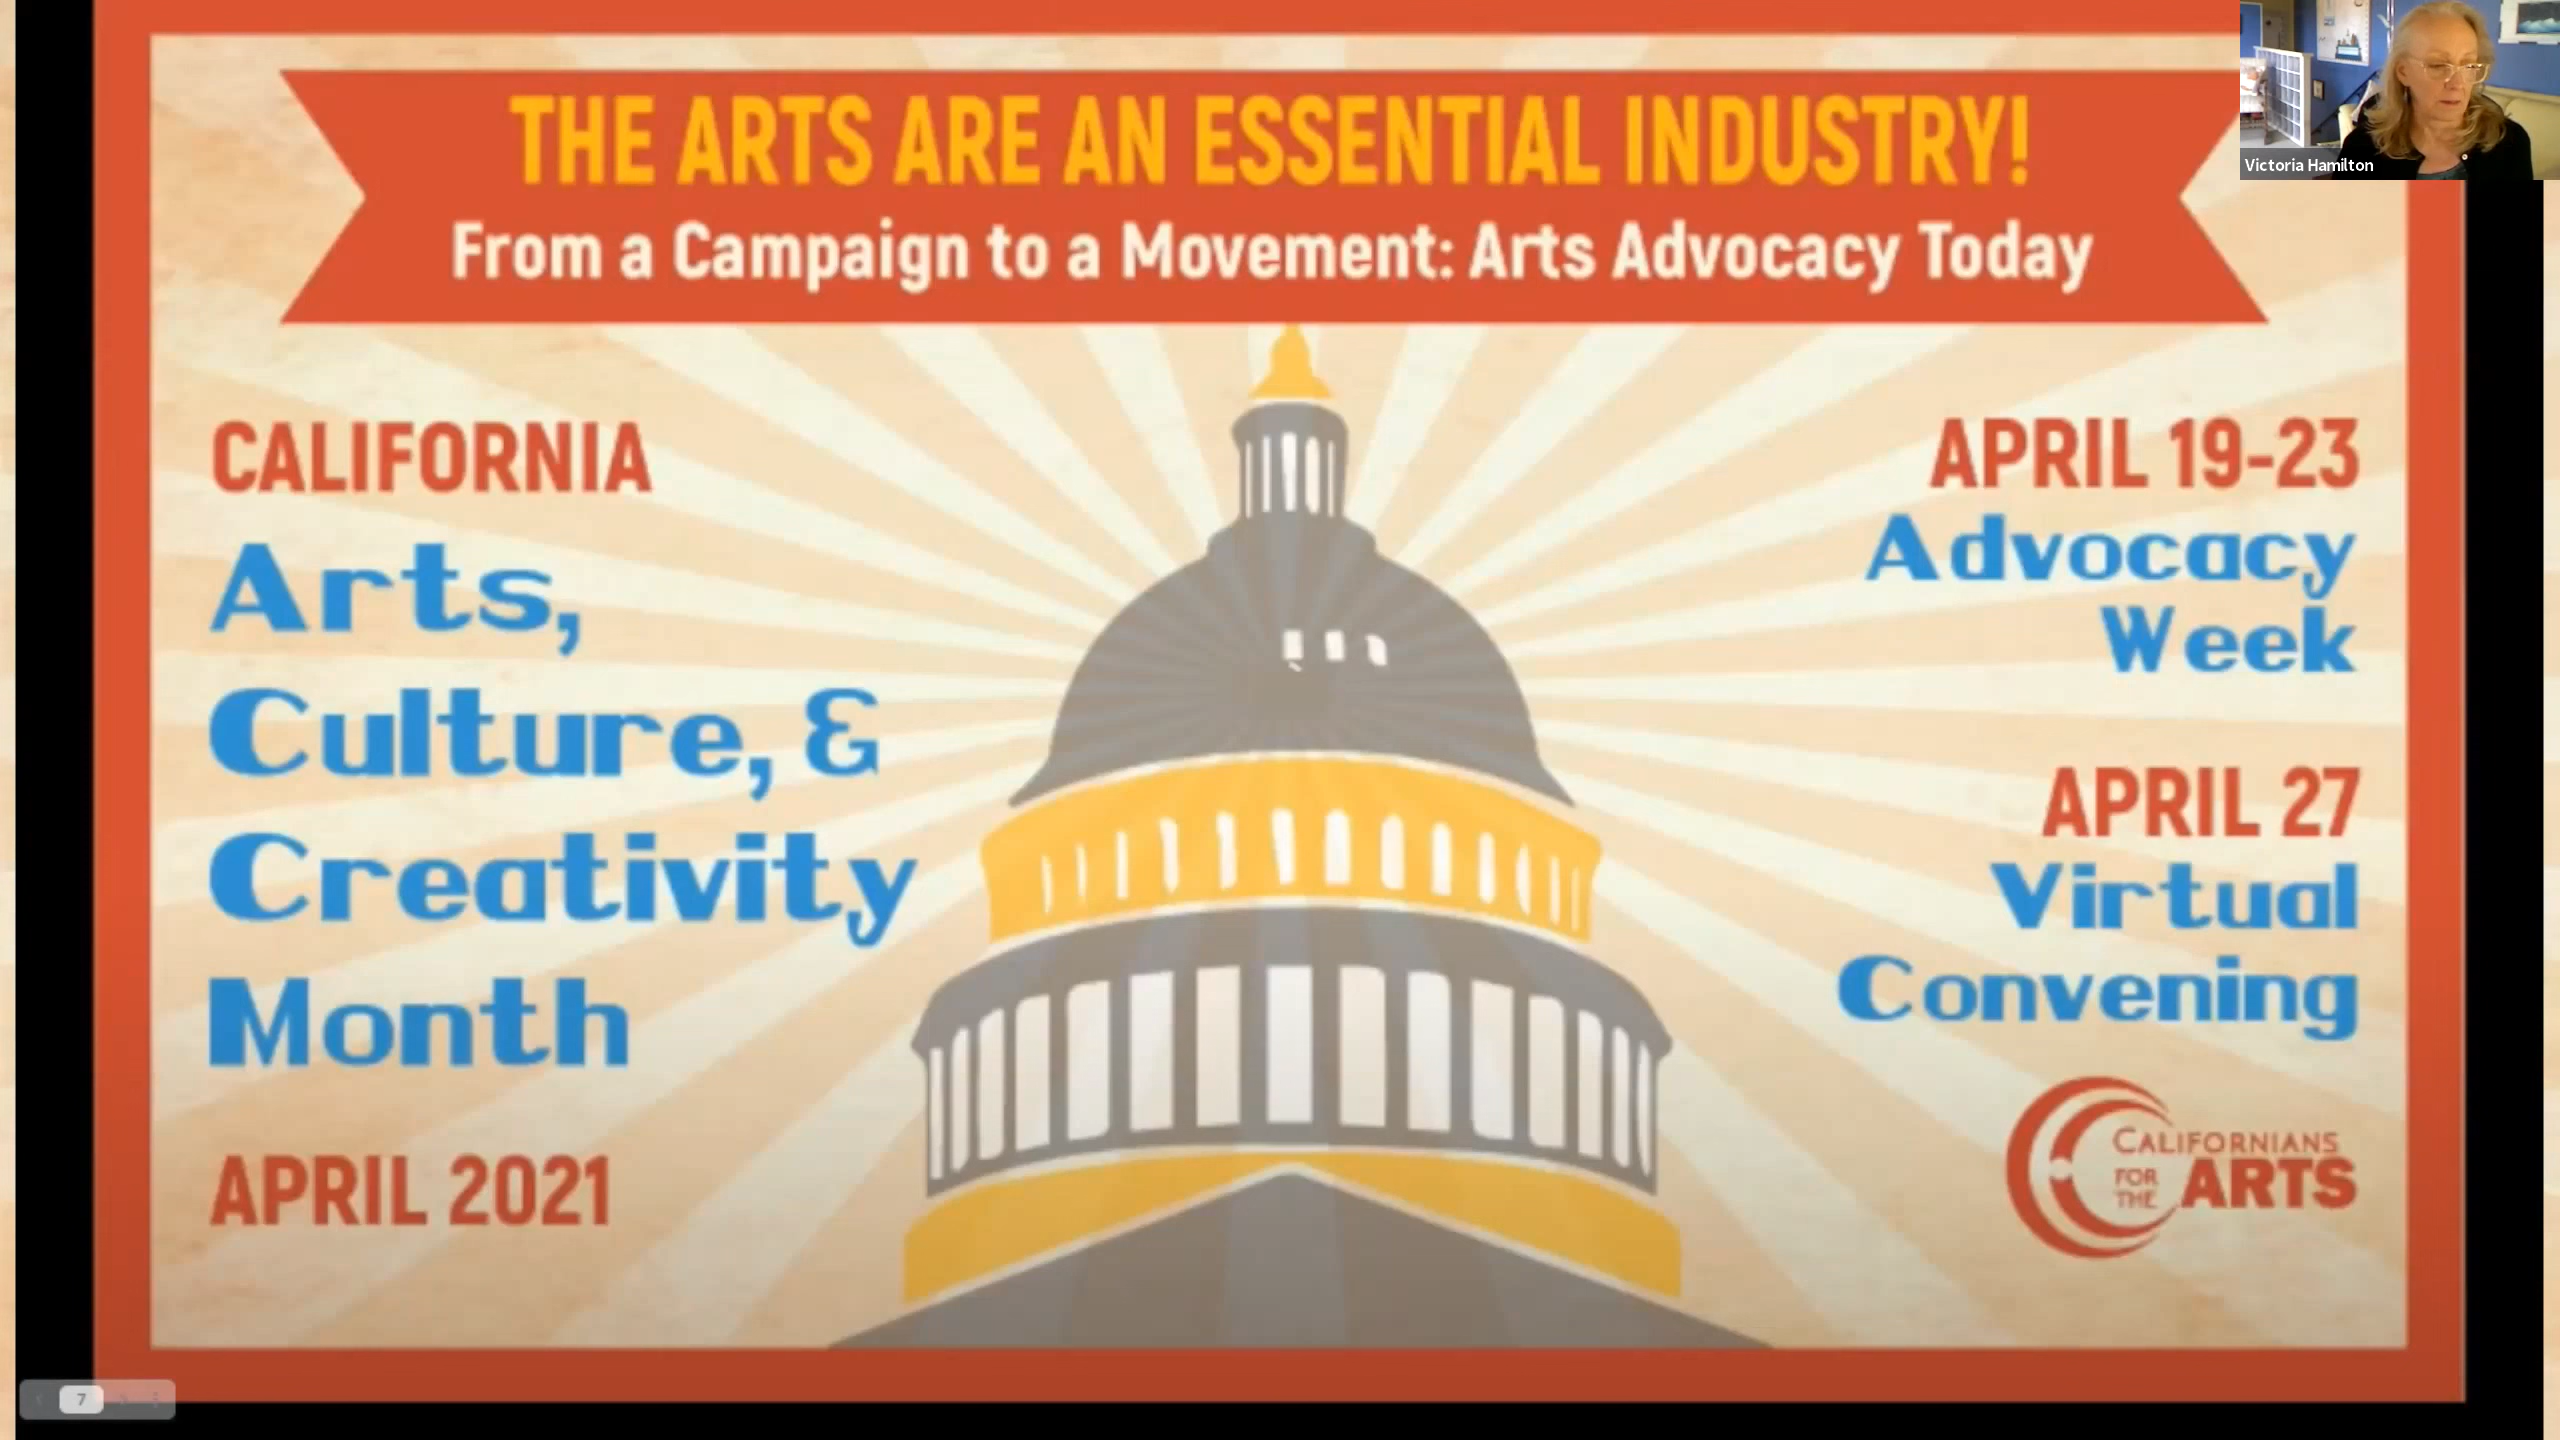 THE ARTS ARE AN ESSENTIAL INDUSTRY!
From a Campaign to a Movement: Arts Advocacy Today
Victoria Hamilton
CALIFORNIA
Arts,
Culture, &
Creativity
Month
APRIL 2021
APRIL 19-23
Advocacy
Week
APRIL 27
Virtual
Convening
CALIFORNIANS
FOR
THE ARTS
7